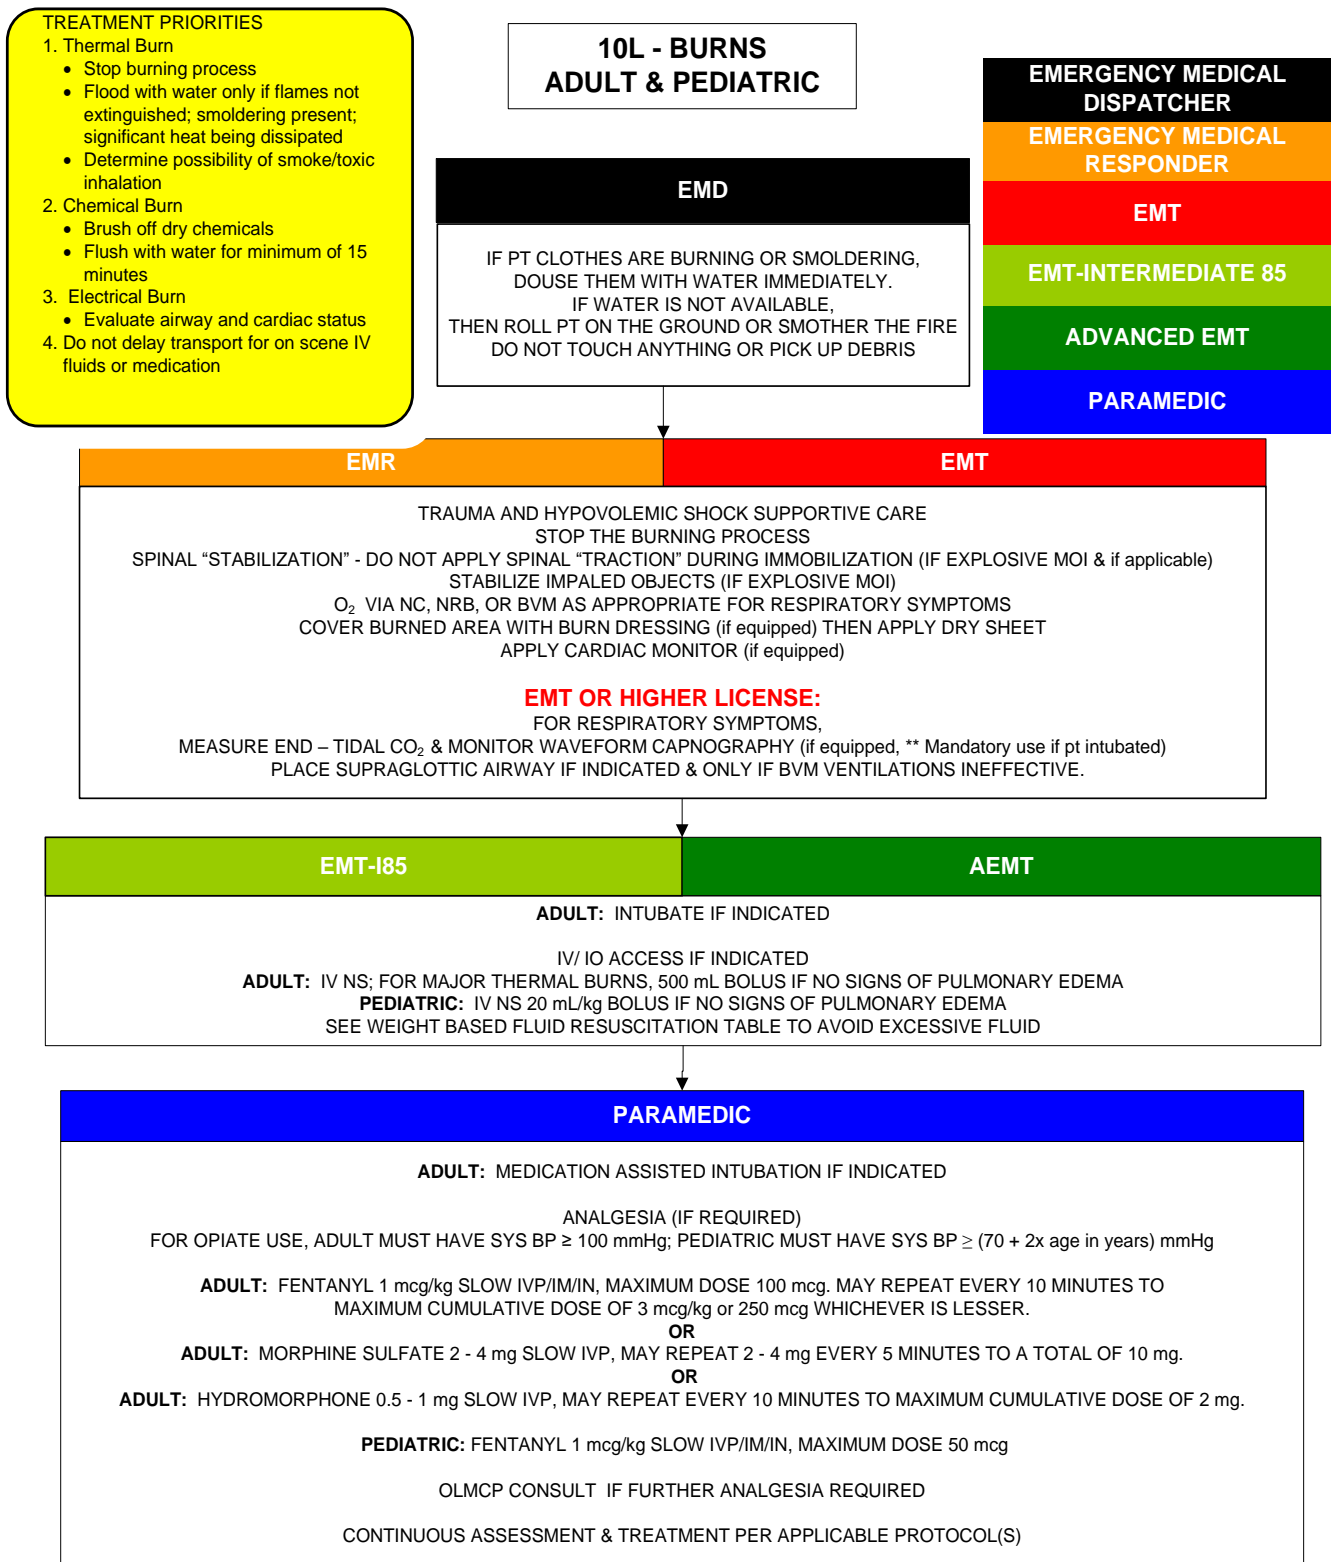 TREATMENT PRIORITIES
1. Thermal Burn
• Stop burning process
• Flood with water only if flames not
extinguished; smoldering present;
significant heat being dissipated
• Determine possibility of smoke/toxic
inhalation
2. Chemical Burn
• Brush off dry chemicals
• Flush with water for minimum of 15
minutes
3. Electrical Burn
• Evaluate airway and cardiac status
4. Do not delay transport for on scene IV
fluids or medication
10L - BURNS
ADULT & PEDIATRIC
EMERGENCY MEDICAL
DISPATCHER
EMERGENCY MEDICAL
RESPONDER
EMT
EMT-INTERMEDIATE 85
ADVANCED EMT
PARAMEDIC
EMD
IF PT CLOTHES ARE BURNING OR SMOLDERING,
DOUSE THEM WITH WATER IMMEDIATELY.
IF WATER IS NOT AVAILABLE,
THEN ROLL PT ON THE GROUND OR SMOTHER THE FIRE
DO NOT TOUCH ANYTHING OR PICK UP DEBRIS
EMR
EMT
TRAUMA AND HYPOVOLEMIC SHOCK SUPPORTIVE CARE
STOP THE BURNING PROCESS
SPINAL “STABILIZATION” - DO NOT APPLY SPINAL “TRACTION” DURING IMMOBILIZATION (IF EXPLOSIVE MOI & if applicable)
STABILIZE IMPALED OBJECTS (IF EXPLOSIVE MOI)
O₂ VIA NC, NRB, OR BVM AS APPROPRIATE FOR RESPIRATORY SYMPTOMS
COVER BURNED AREA WITH BURN DRESSING (if equipped) THEN APPLY DRY SHEET
APPLY CARDIAC MONITOR (if equipped)
EMT OR HIGHER LICENSE:
FOR RESPIRATORY SYMPTOMS,
MEASURE END – TIDAL CO₂ & MONITOR WAVEFORM CAPNOGRAPHY (if equipped, ** Mandatory use if pt intubated)
PLACE SUPRAGLOTTIC AIRWAY IF INDICATED & ONLY IF BVM VENTILATIONS INEFFECTIVE.
EMT-I85
AEMT
ADULT: INTUBATE IF INDICATED
IV/ IO ACCESS IF INDICATED
ADULT: IV NS; FOR MAJOR THERMAL BURNS, 500 mL BOLUS IF NO SIGNS OF PULMONARY EDEMA
PEDIATRIC: IV NS 20 mL/kg BOLUS IF NO SIGNS OF PULMONARY EDEMA
SEE WEIGHT BASED FLUID RESUSCITATION TABLE TO AVOID EXCESSIVE FLUID
PARAMEDIC
ADULT: MEDICATION ASSISTED INTUBATION IF INDICATED
ANALGESIA (IF REQUIRED)
FOR OPIATE USE, ADULT MUST HAVE SYS BP ≥ 100 mmHg; PEDIATRIC MUST HAVE SYS BP ≥ (70 + 2x age in years) mmHg
ADULT: FENTANYL 1 mcg/kg SLOW IVP/IM/IN, MAXIMUM DOSE 100 mcg. MAY REPEAT EVERY 10 MINUTES TO
MAXIMUM CUMULATIVE DOSE OF 3 mcg/kg or 250 mcg WHICHEVER IS LESSER.
OR
ADULT: MORPHINE SULFATE 2 - 4 mg SLOW IVP, MAY REPEAT 2 - 4 mg EVERY 5 MINUTES TO A TOTAL OF 10 mg.
OR
ADULT: HYDROMORPHONE 0.5 - 1 mg SLOW IVP, MAY REPEAT EVERY 10 MINUTES TO MAXIMUM CUMULATIVE DOSE OF 2 mg.
PEDIATRIC: FENTANYL 1 mcg/kg SLOW IVP/IM/IN, MAXIMUM DOSE 50 mcg
OLMCP CONSULT IF FURTHER ANALGESIA REQUIRED
CONTINUOUS ASSESSMENT & TREATMENT PER APPLICABLE PROTOCOL(S)